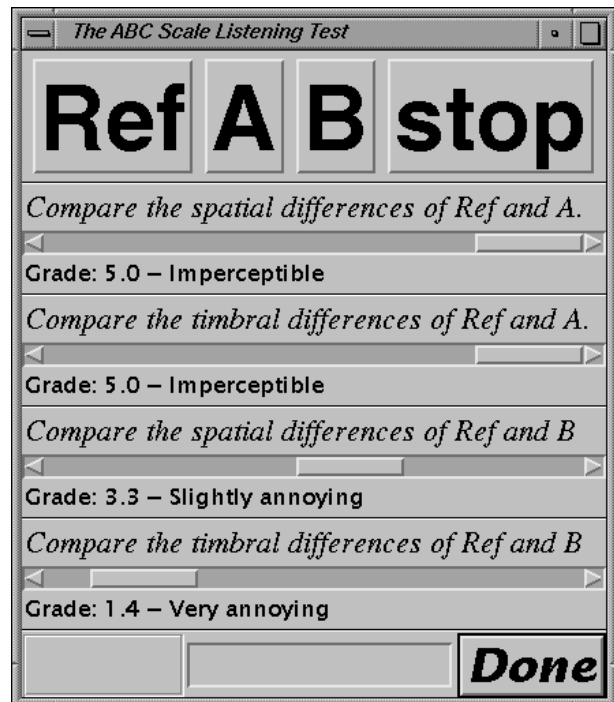 The ABC Scale Listening Test
Ref A B stop
Compare the spatial differences of Ref and A.
Grade: 5.0 – Imperceptible
Compare the timbral differences of Ref and A.
Grade: 5.0 – Imperceptible
Compare the spatial differences of Ref and B
Grade: 3.3 – Slightly annoying
Compare the timbral differences of Ref and B
Grade: 1.4 – Very annoying
Done